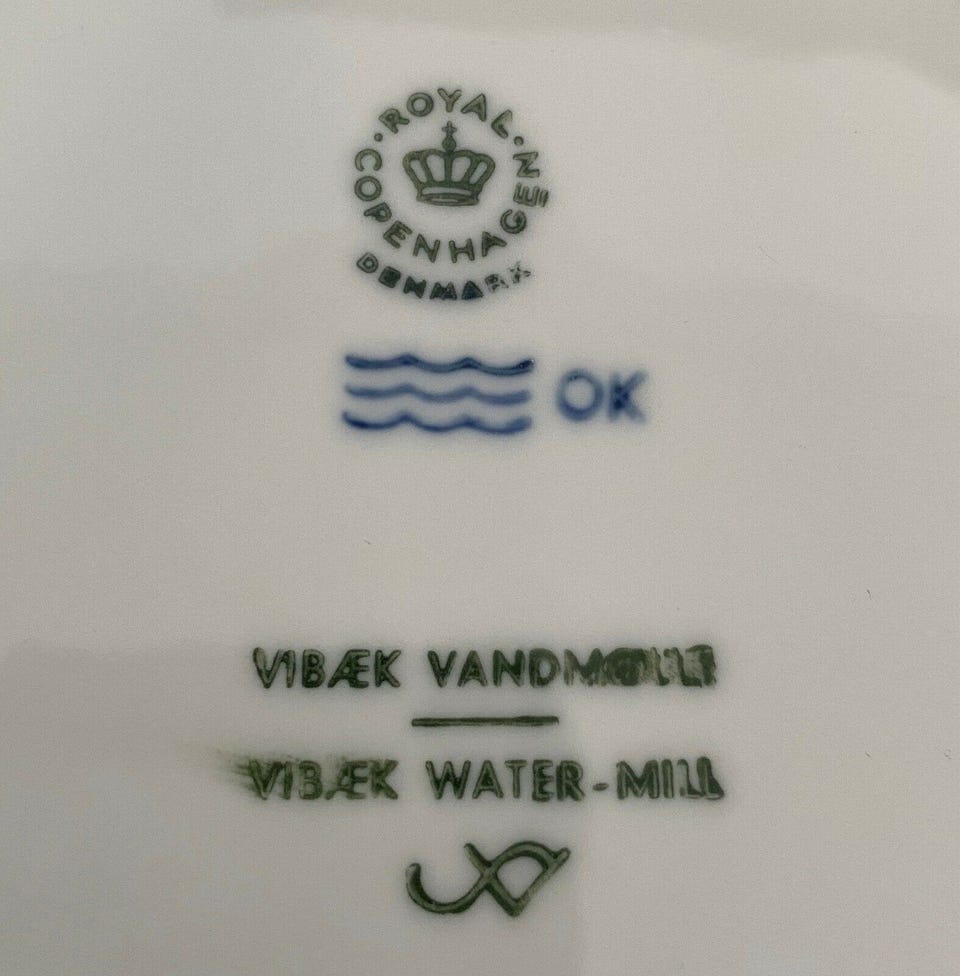 ROYAL · COPENHAGEN ·
DENMARK
OK
VIBÆK VANDMØLLE
VIBÆK WATER-MILL